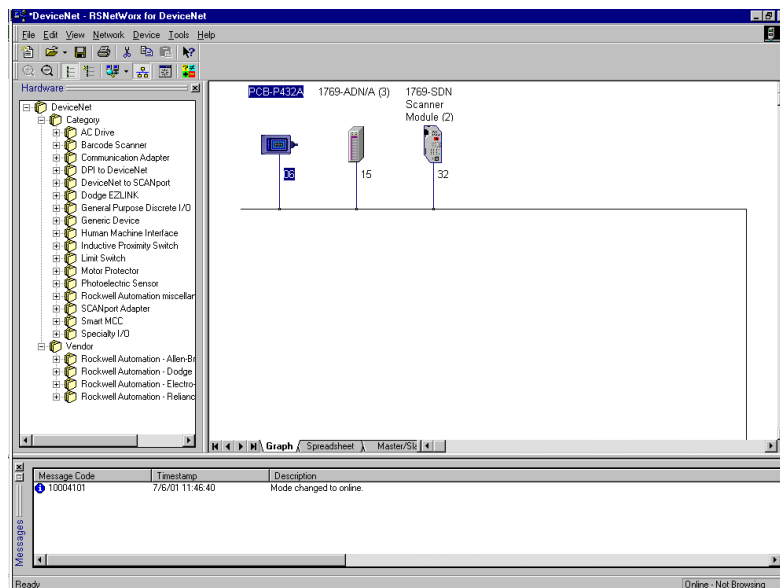 *DeviceNet - RSNetWorx for DeviceNet
File Edit View Network Device Tools Help
Hardware
DeviceNet
Category
AC Drive
Barcode Scanner
Communication Adapter
DPI to DeviceNet
DeviceNet to SCANport
Dodge EZLINK
General Purpose Discrete I/O
Generic Device
Human Machine Interface
Inductive Proximity Switch
Limit Switch
Motor Protector
Photoelectric Sensor
Rockwell Automation miscellar
SCANport Adapter
Smart MCC
Specialty I/O
Vendor
Rockwell Automation - Allen-Br
Rockwell Automation - Dodge
Rockwell Automation - Electro-
Rockwell Automation - Relianc
PCB-P432A
06
1769-ADN/A (3)
15
1769-SDN
Scanner
Module (2)
32
Graph Spreadsheet Master/Sla
Messages
Message Code Timestamp Description
10004101 7/6/01 11:46:40 Mode changed to online.
Ready Online - Not Browsing